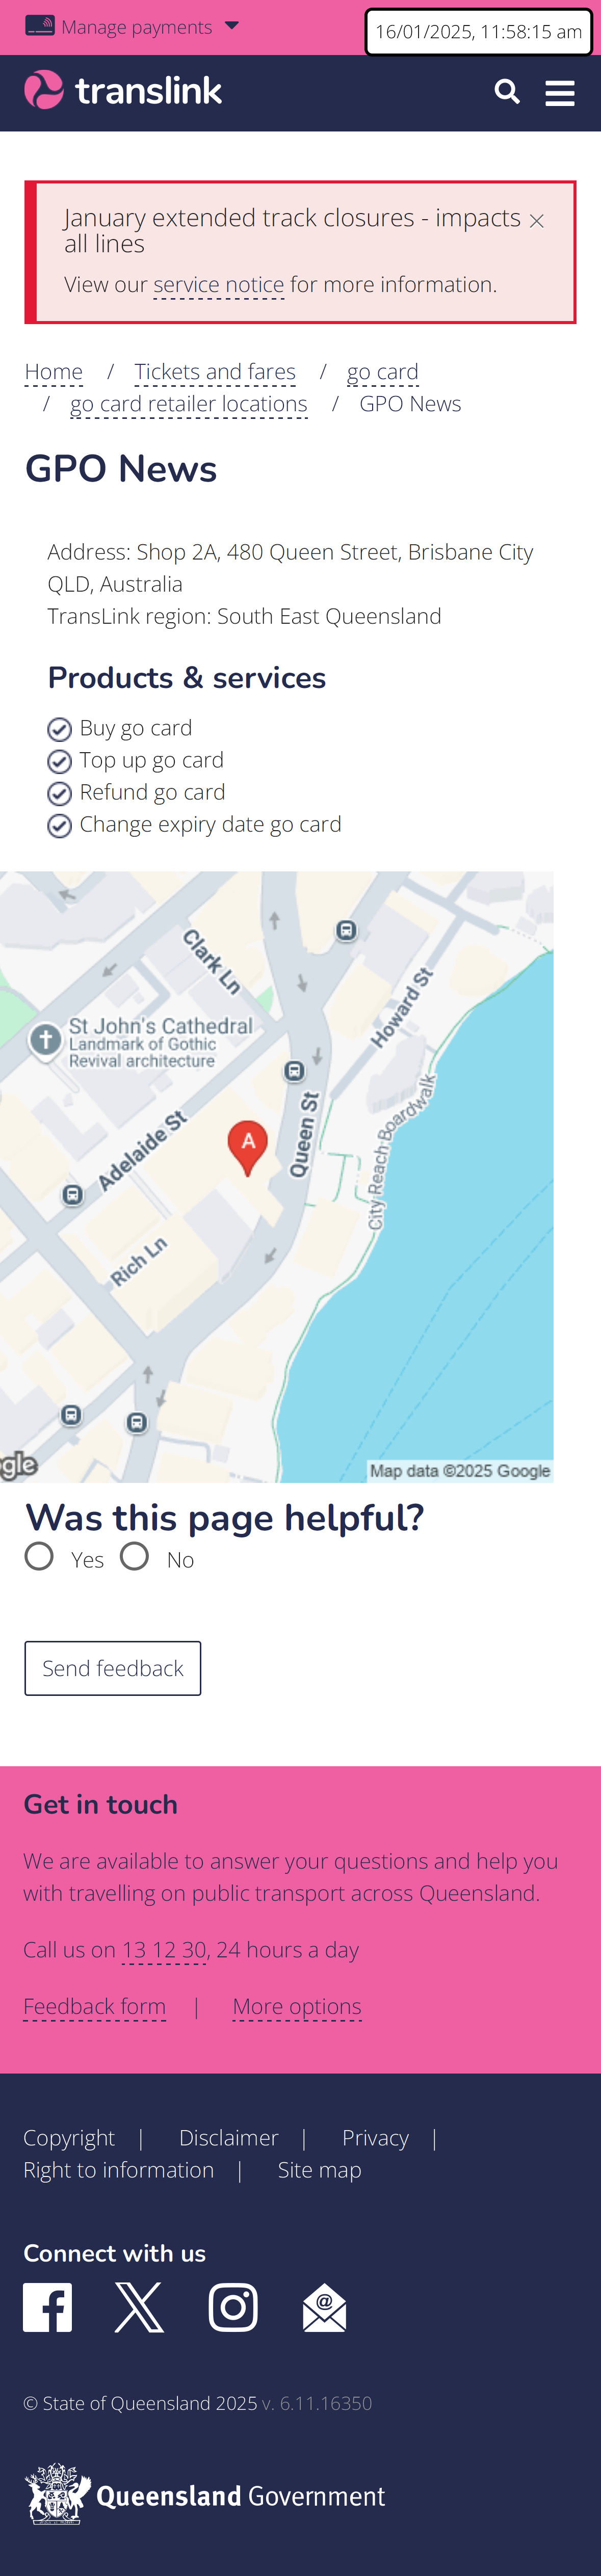 Manage payments
16/01/2025, 11:58:15 am
translink
January extended track closures - impacts
all lines
View our service notice for more information.
Home / Tickets and fares / go card
/ go card retailer locations / GPO News
GPO News
Address: Shop 2A, 480 Queen Street, Brisbane City
QLD, Australia
TransLink region: South East Queensland
Products & services
Buy go card
Top up go card
Refund go card
Change expiry date go card
Clark Ln
Howard St
St John's Cathedral
Landmark of Gothic
Revival architecture
Adelaide St
A
Queen St
City Reach Boardwalk
Rich Ln
gle
Map data ©2025 Google
Was this page helpful?
Yes No
Send feedback
Get in touch
We are available to answer your questions and help you
with travelling on public transport across Queensland.
Call us on 13 12 30, 24 hours a day
Feedback form | More options
Copyright | Disclaimer | Privacy |
Right to information | Site map
Connect with us
© State of Queensland 2025 v. 6.11.16350
Queensland Government